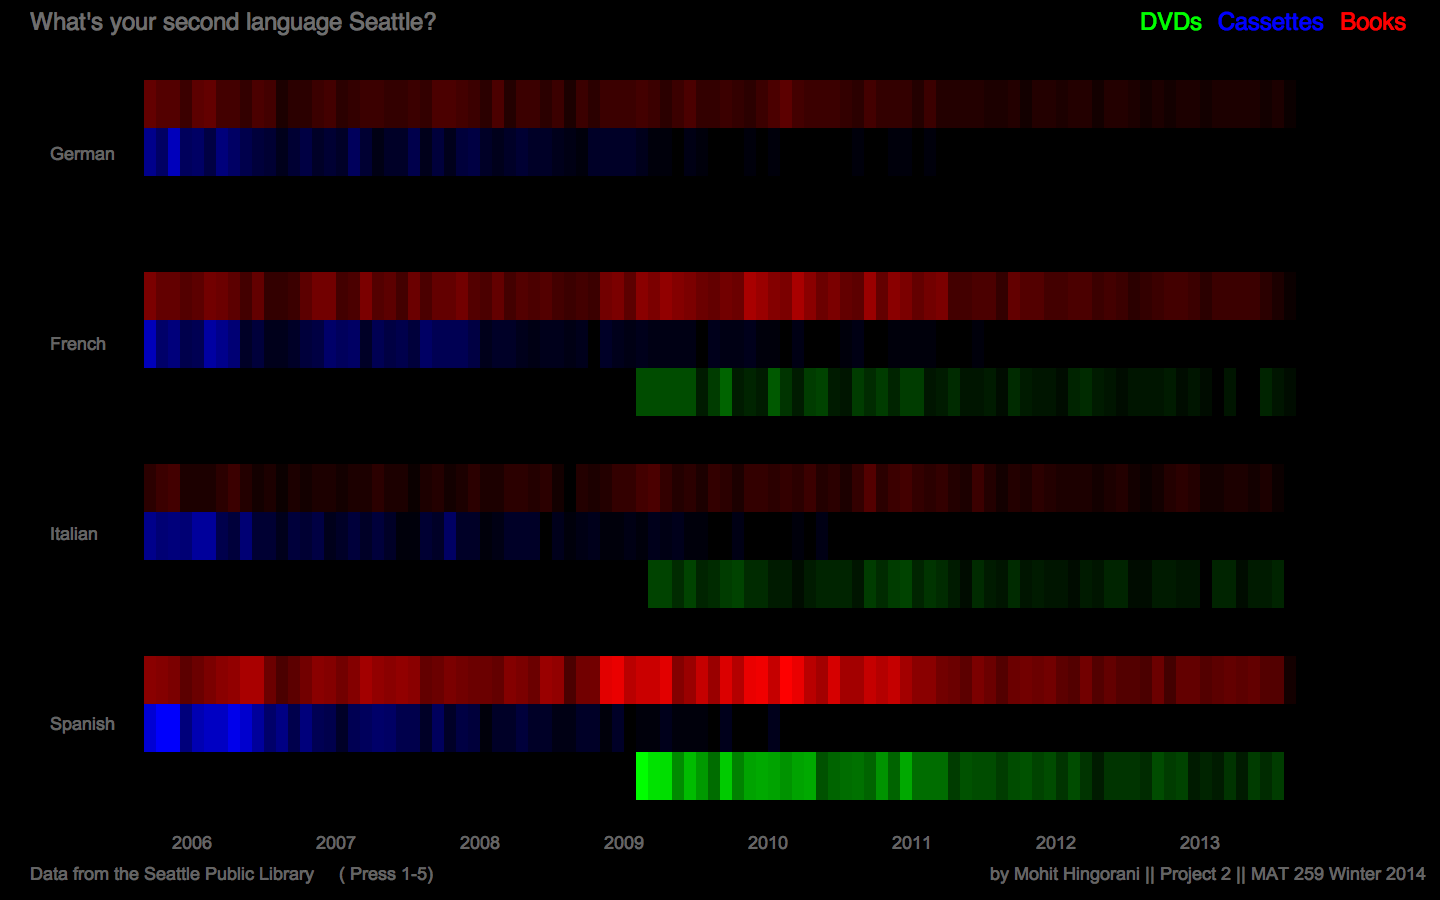 What's your second language Seattle?
DVDs Cassettes Books
German
French
Italian
Spanish
2006 2007 2008 2009 2010 2011 2012 2013
Data from the Seattle Public Library ( Press 1-5)
by Mohit Hingorani || Project 2 || MAT 259 Winter 2014